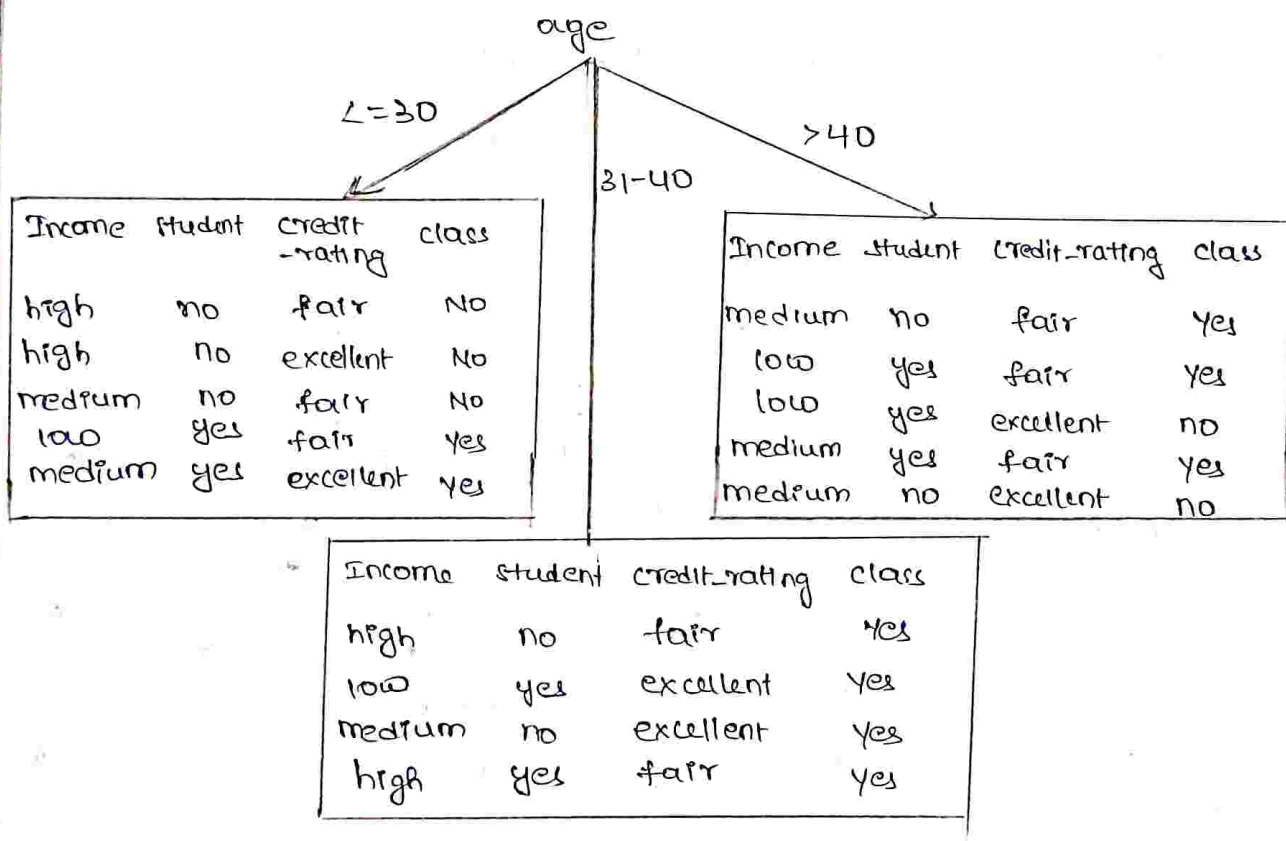 age
<=30
>40
31-40
Income student credit-rating class
high no fair No
high no excellent No
medium no fair No
low yes fair yes
medium yes excellent yes
Income student credit_rating class
medium no fair yes
low yes fair yes
low yes excellent no
medium yes fair yes
medium no excellent no
Income student credit_rating class
high no fair yes
low yes excellent yes
medium no excellent yes
high yes fair yes